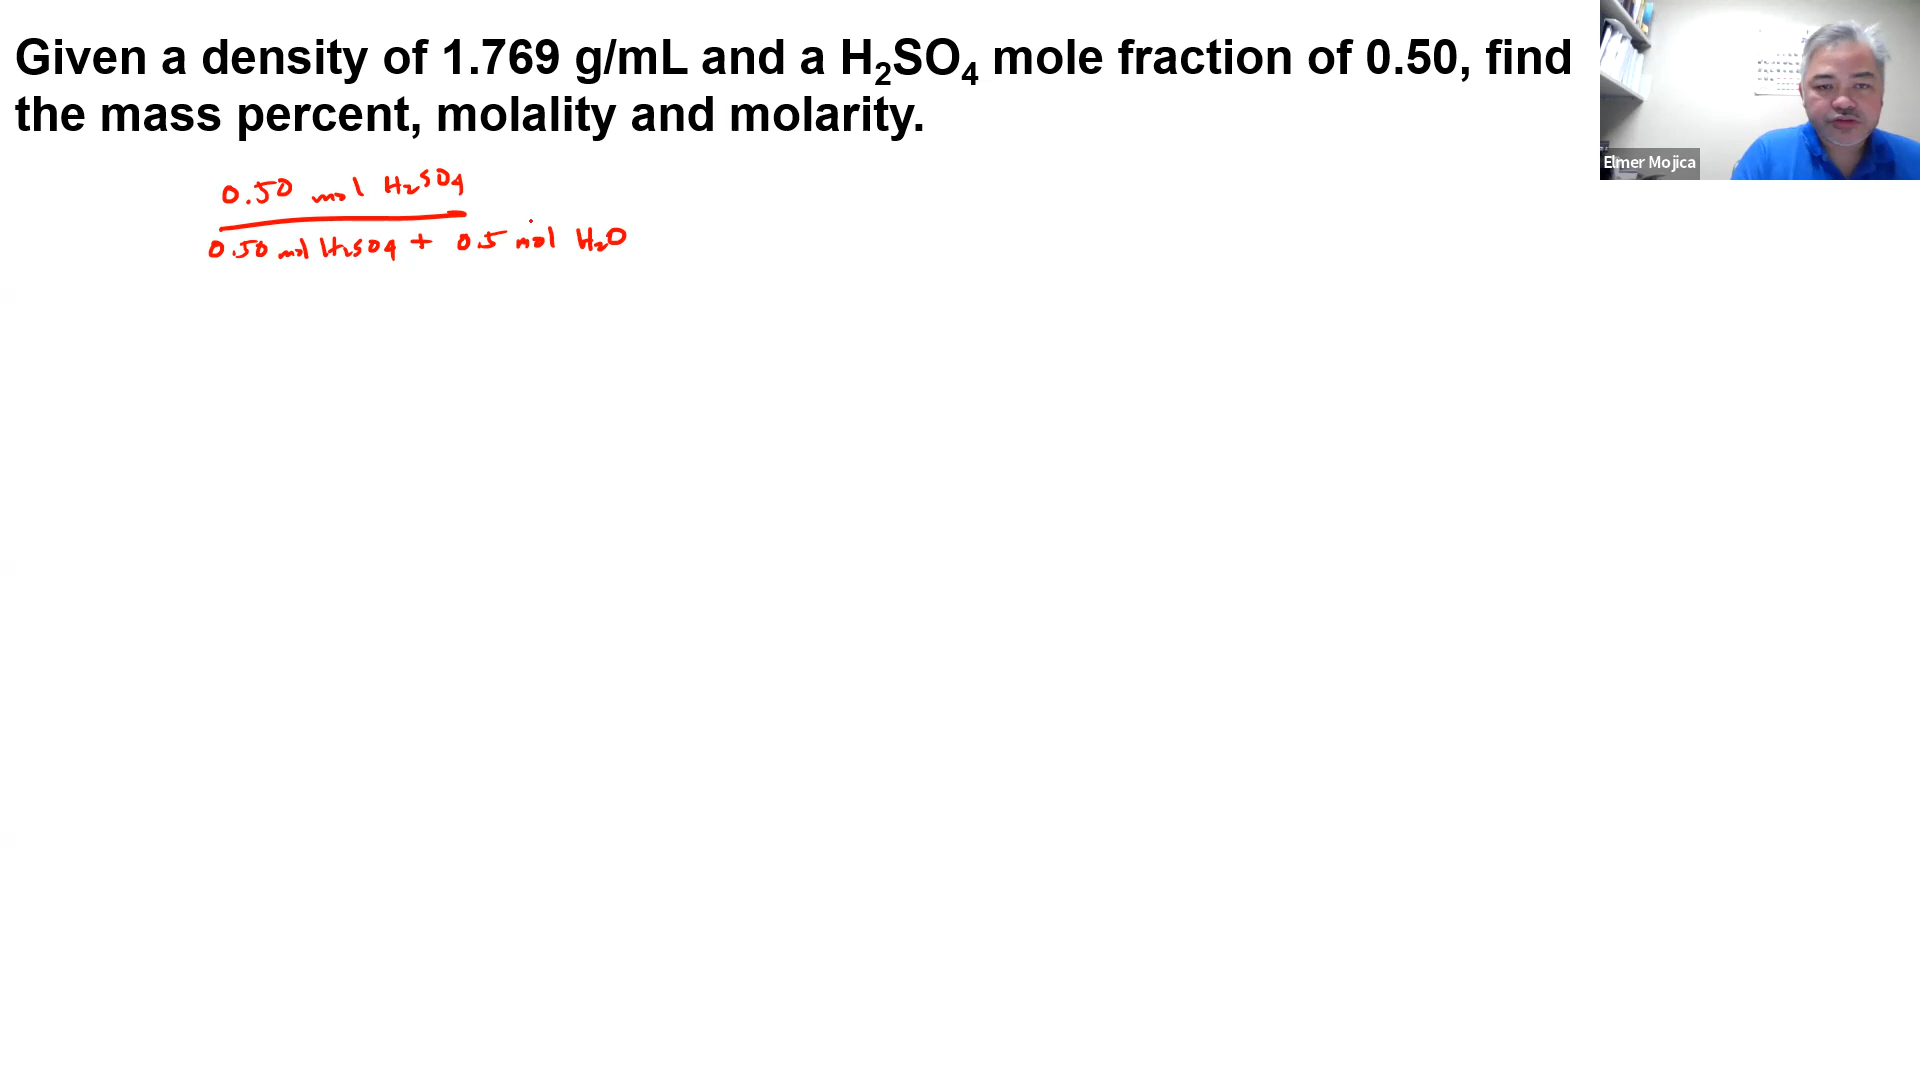 Given a density of 1.769 g/mL and a H₂SO₄ mole fraction of 0.50, find
the mass percent, molality and molarity.
Elmer Mojica
0.50 mol H₂SO₄
0.50 mol H₂SO₄ + 0.5 mol H₂O